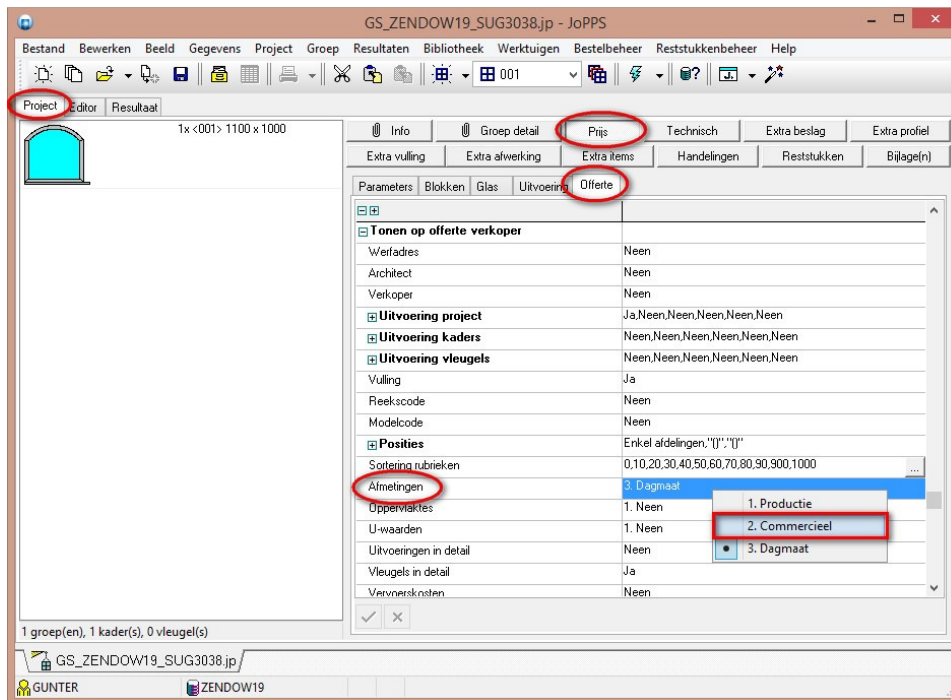 GS_ZENDOW19_SUG3038.jp - JoPPS
Bestand Bewerken Beeld Gegevens Project Groep Resultaten Bibliotheek Werktuigen Bestelbeheer Reststukkenbeheer Help
001
Project Editor Resultaat
1x <001> 1100 x 1000
Info Groep detail Prijs Technisch Extra beslag Extra profiel
Extra vulling Extra afwerking Extra items Handelingen Reststukken Bijlage(n)
Parameters Blokken Glas Uitvoering Offerte
Tonen op offerte verkoper
Werfadres Neen
Architect Neen
Verkoper Neen
Uitvoering project Ja,Neen,Neen,Neen,Neen,Neen
Uitvoering kaders Neen,Neen,Neen,Neen,Neen,Neen
Uitvoering vleugels Neen,Neen,Neen,Neen,Neen,Neen
Vulling Ja
Reekscode Neen
Modelcode Neen
Posities Enkel afdelingen,"()","()"
Sortering rubrieken 0,10,20,30,40,50,60,70,80,90,900,1000 ...
Afmetingen 3. Dagmaat
Oppervlaktes 1. Neen
1. Productie
U-waarden 1. Neen
2. Commercieel
Uitvoeringen in detail Neen
3. Dagmaat
Vleugels in detail Ja
Vervoerskosten Neen
1 groep(en), 1 kader(s), 0 vleugel(s)
GS_ZENDOW19_SUG3038.jp
GUNTER ZENDOW19